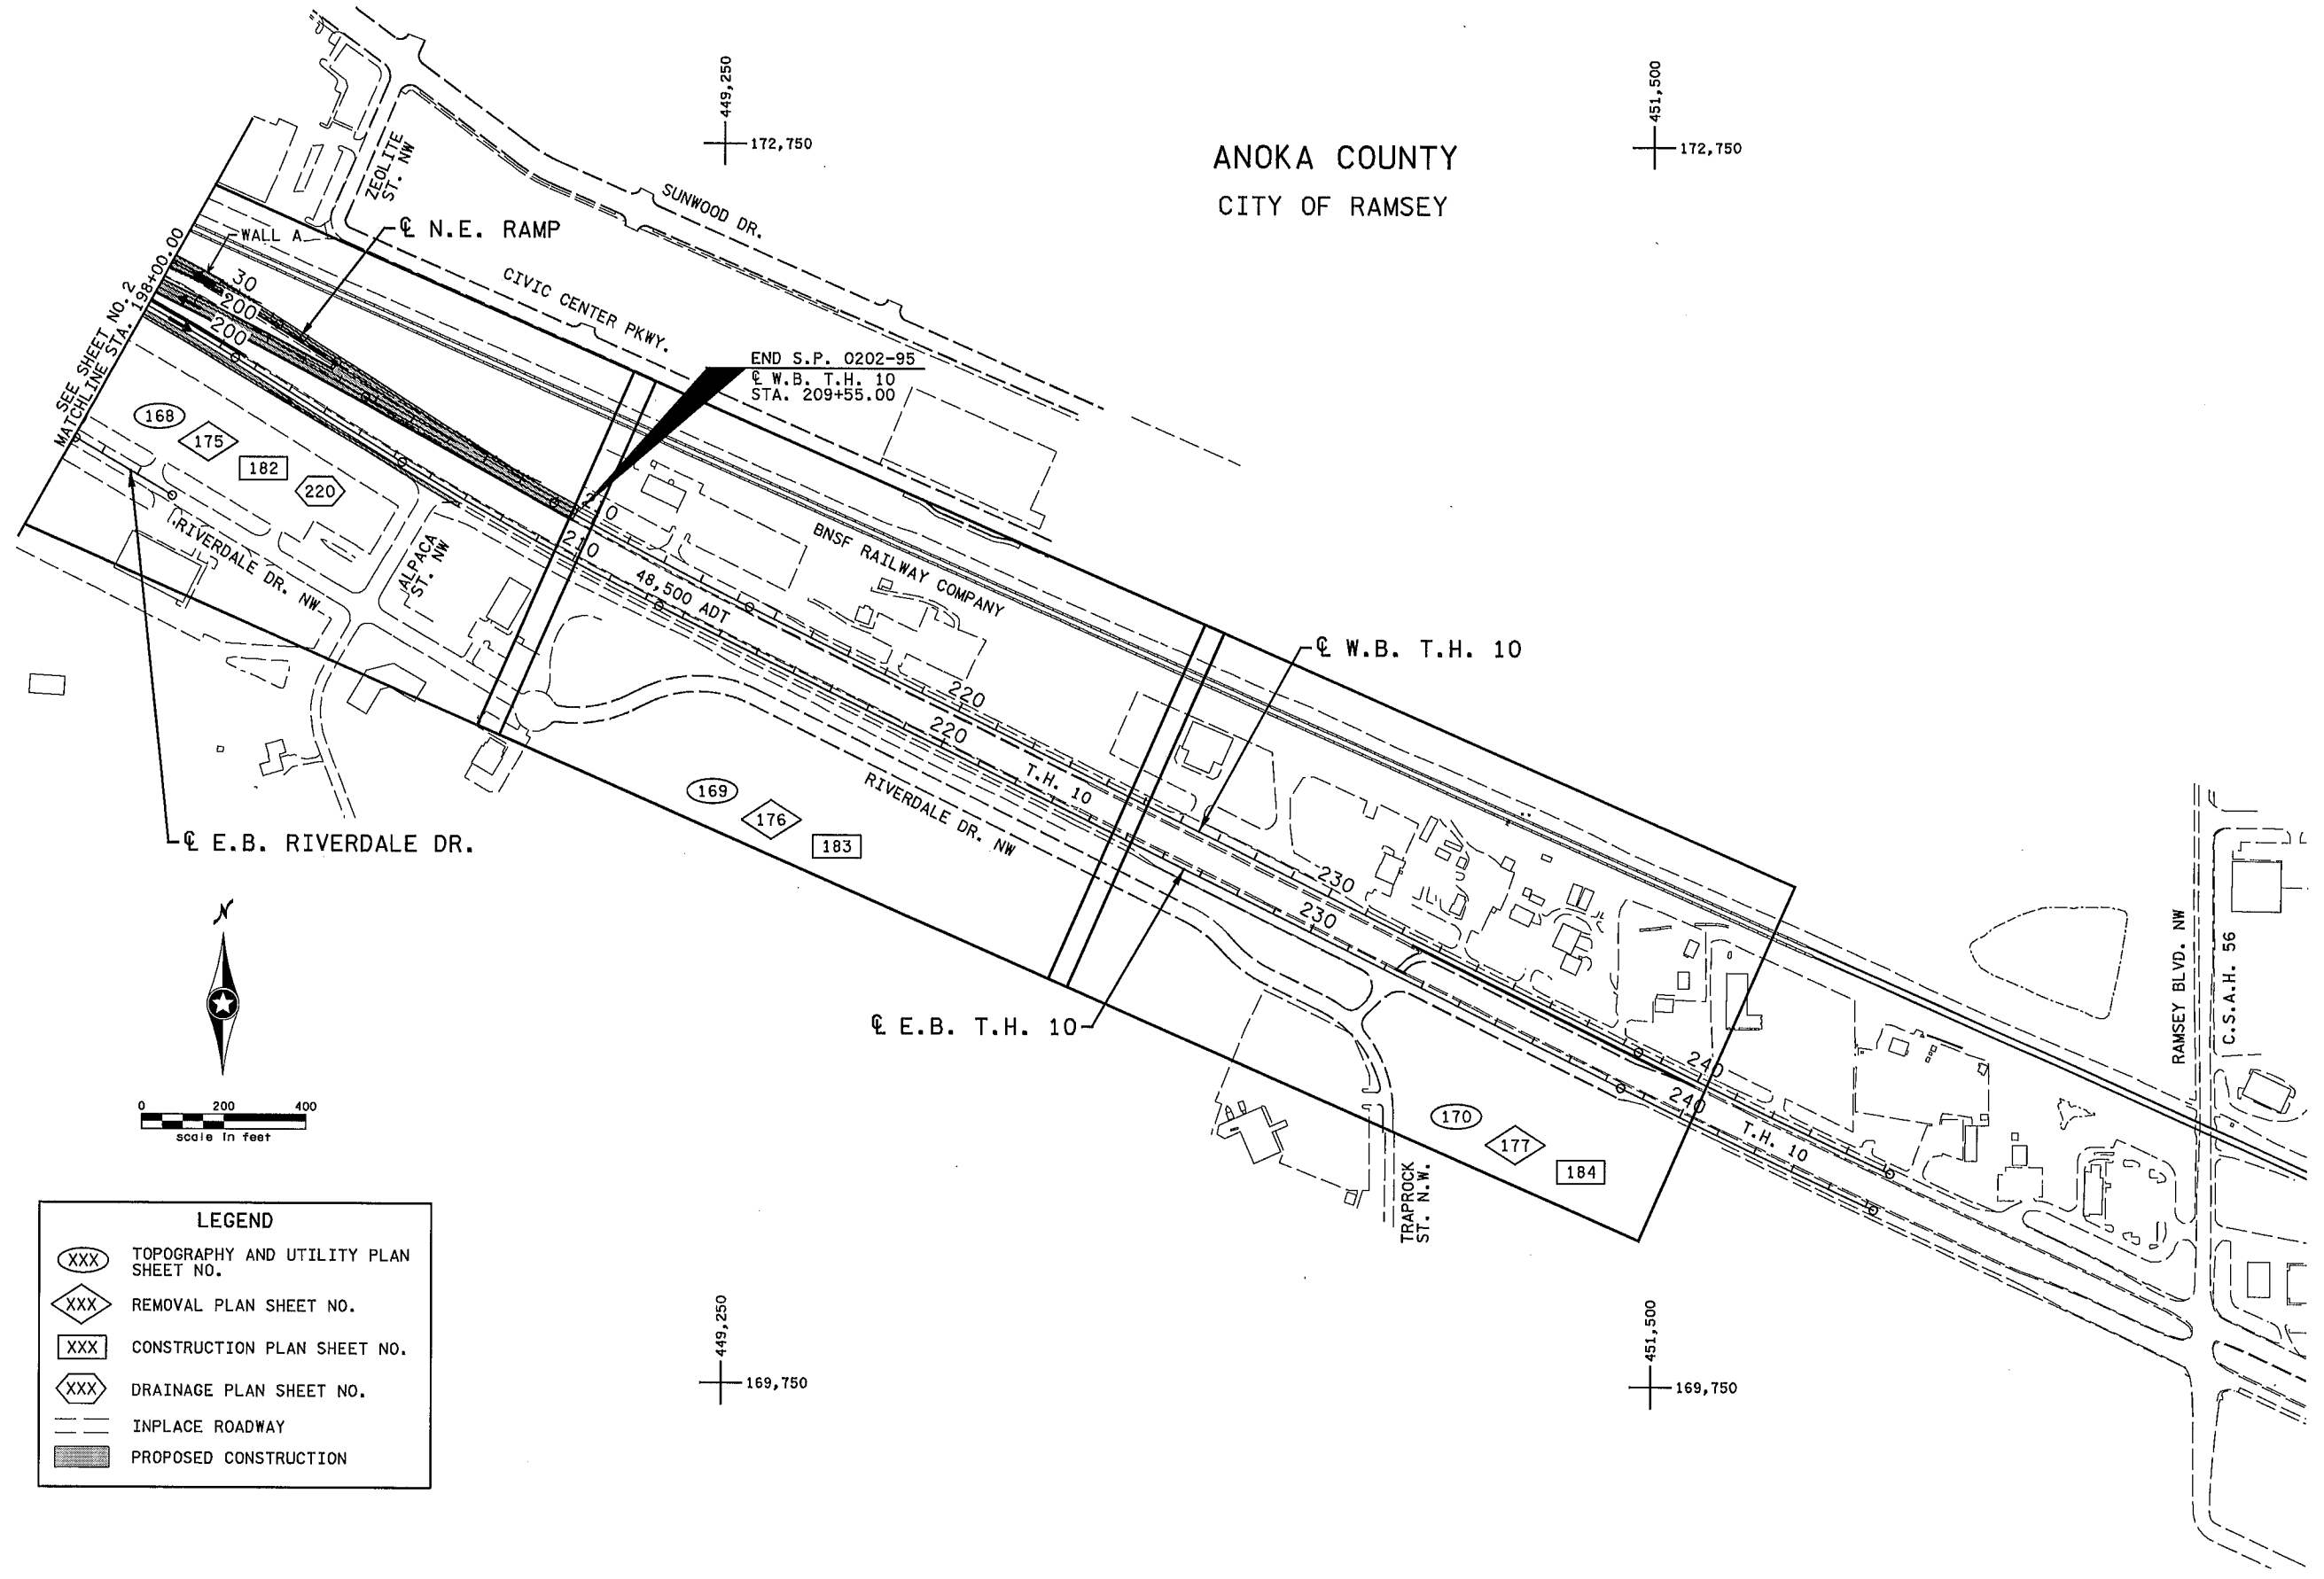 449,250
172,750
451,500
172,750
ANOKA COUNTY
CITY OF RAMSEY
ZEOLITE
ST. NW
SUNWOOD DR.
WALL A
℄ N.E. RAMP
CIVIC CENTER PKWY.
SEE SHEET NO. 2
MATCHLINE STA. 198+00.00
30
200
200
END S.P. 0202-95
℄ W.B. T.H. 10
STA. 209+55.00
168
175
182
220
RIVERDALE DR. NW
ALPACA
ST. NW
210
210
48,500 ADT
BNSF RAILWAY COMPANY
℄ W.B. T.H. 10
220
220
T.H. 10
RIVERDALE DR. NW
169
176
183
℄ E.B. RIVERDALE DR.
230
230
N
℄ E.B. T.H. 10
RAMSEY BLVD. NW
C.S.A.H. 56
240
240
T.H. 10
170
177
184
TRAPROCK
ST. N.W.
0 200 400
scale in feet
LEGEND
XXX TOPOGRAPHY AND UTILITY PLAN
SHEET NO.
XXX REMOVAL PLAN SHEET NO.
XXX CONSTRUCTION PLAN SHEET NO.
XXX DRAINAGE PLAN SHEET NO.
INPLACE ROADWAY
PROPOSED CONSTRUCTION
449,250
169,750
451,500
169,750